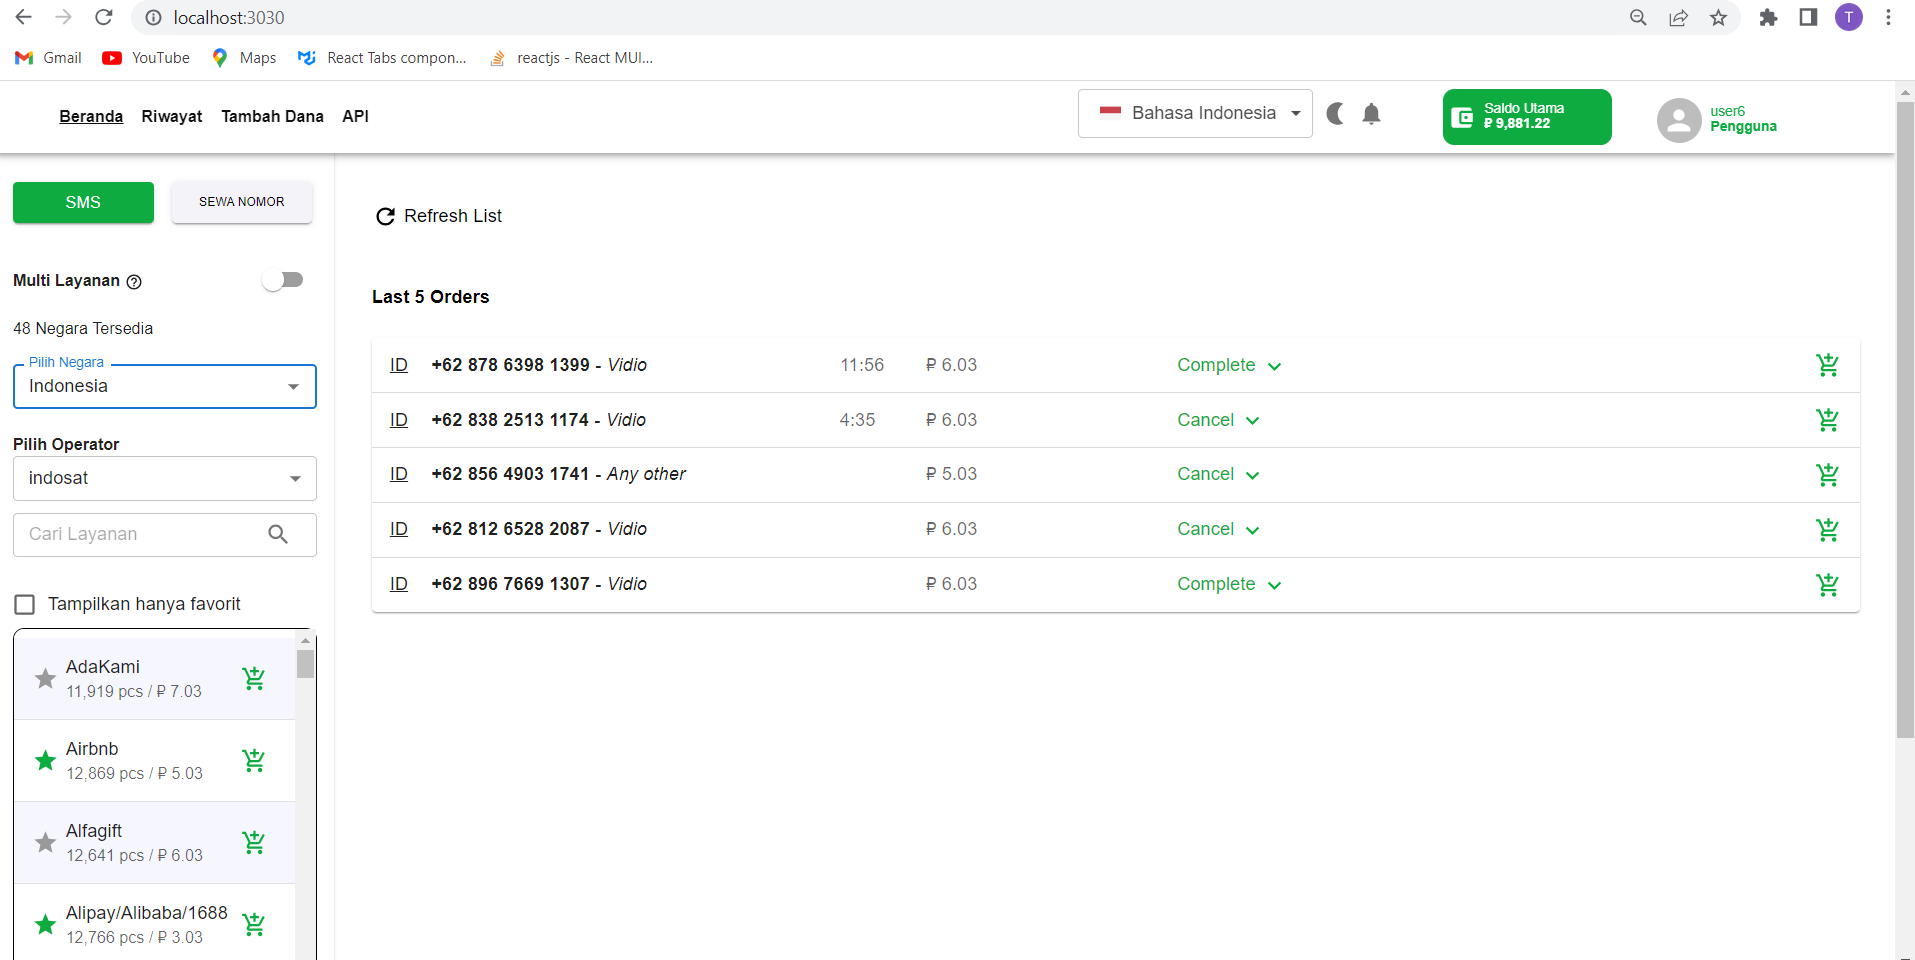 localhost:3030
T
Gmail
YouTube
Maps
React Tabs compon...
reactjs - React MUI...
Beranda
Riwayat
Tambah Dana
API
Bahasa Indonesia
Saldo Utama
₽ 9,881.22
user6
Pengguna
SMS
SEWA NOMOR
Multi Layanan
48 Negara Tersedia
Pilih Negara
Indonesia
Pilih Operator
indosat
Cari Layanan
Tampilkan hanya favorit
AdaKami
11,919 pcs / ₽ 7.03
Airbnb
12,869 pcs / ₽ 5.03
Alfagift
12,641 pcs / ₽ 6.03
Alipay/Alibaba/1688
12,766 pcs / ₽ 3.03
Refresh List
Last 5 Orders
ID +62 878 6398 1399 - Vidio 11:56 ₽ 6.03 Complete
ID +62 838 2513 1174 - Vidio 4:35 ₽ 6.03 Cancel
ID +62 856 4903 1741 - Any other ₽ 5.03 Cancel
ID +62 812 6528 2087 - Vidio ₽ 6.03 Cancel
ID +62 896 7669 1307 - Vidio ₽ 6.03 Complete